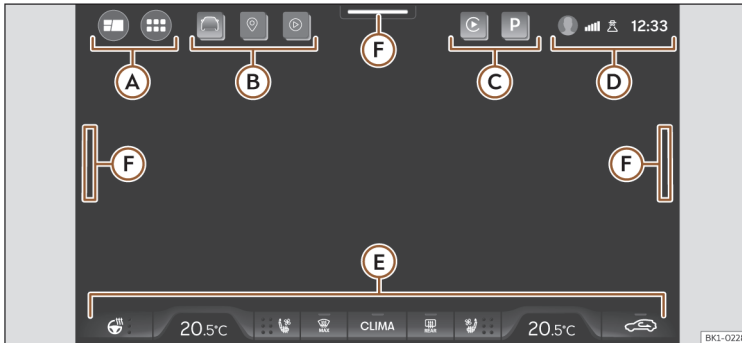 F
C P 12:33
A B C D
F F
E
20.5°C MAX CLIMA REAR 20.5°C
BK1-0228